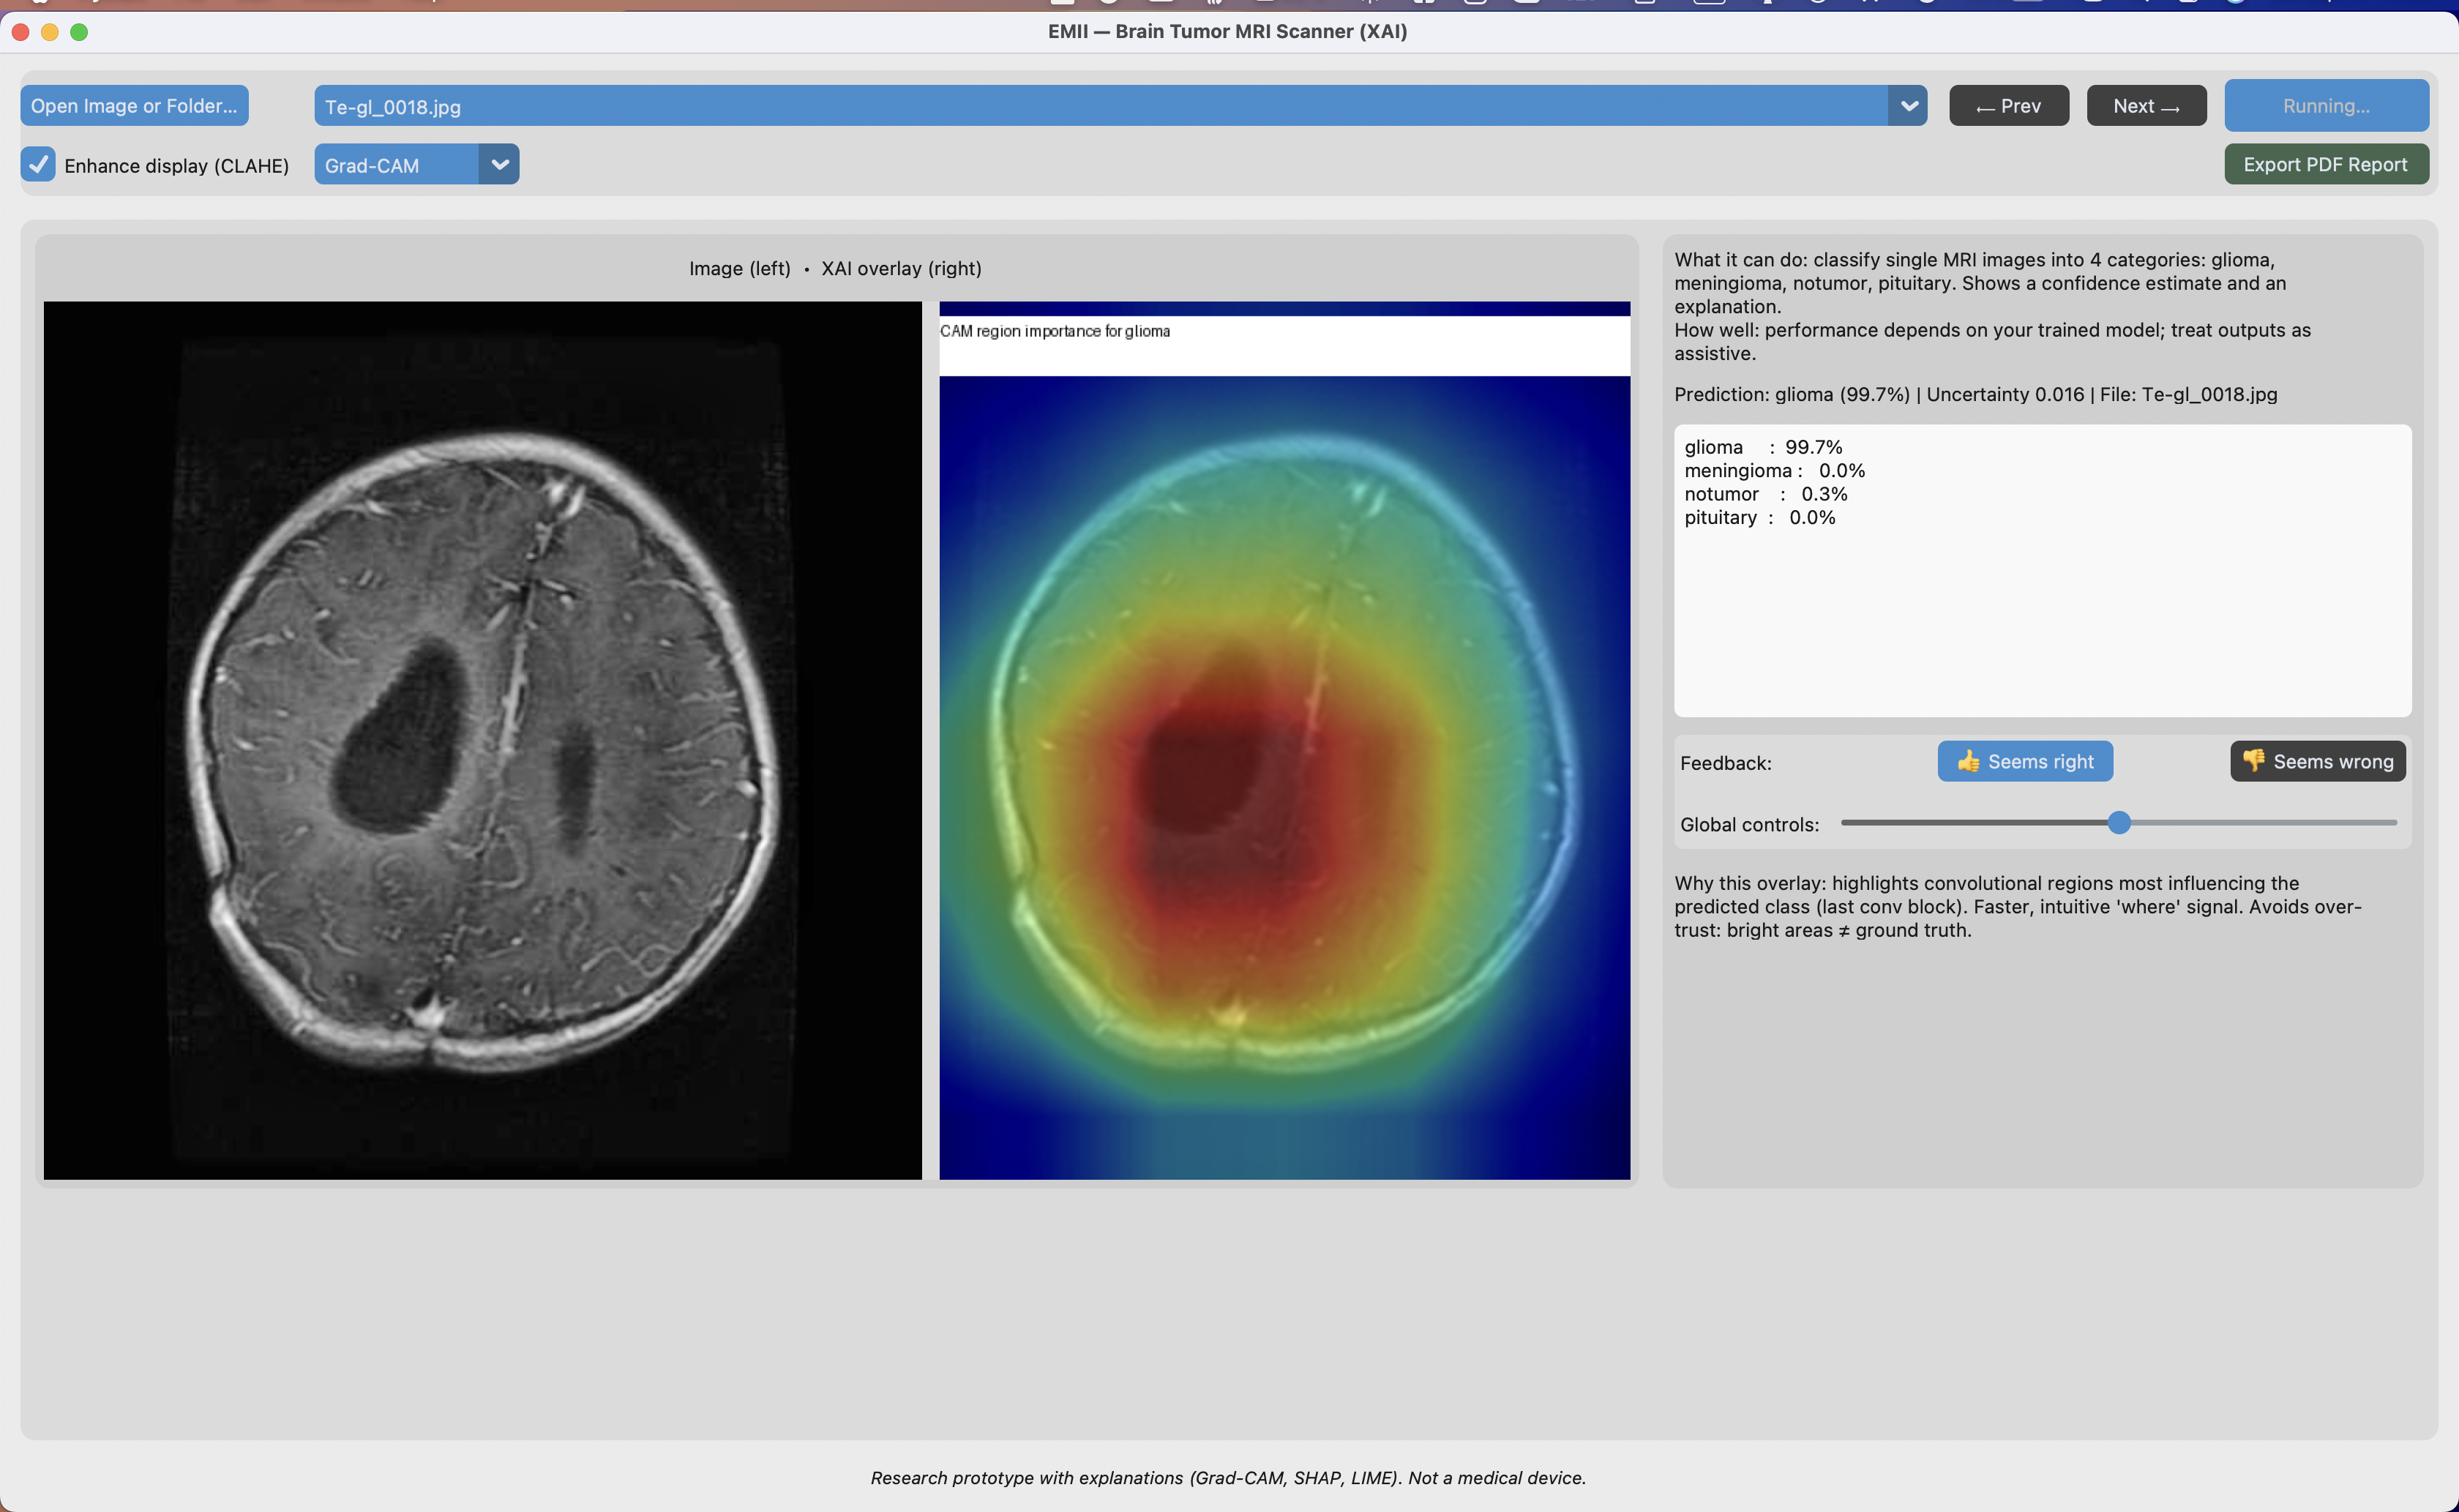 EMII — Brain Tumor MRI Scanner (XAI)
Open Image or Folder...
Te-gl_0018.jpg
← Prev
Next →
Running...
Enhance display (CLAHE)
Grad-CAM
Export PDF Report
Image (left) • XAI overlay (right)
CAM region importance for glioma
What it can do: classify single MRI images into 4 categories: glioma,
meningioma, notumor, pituitary. Shows a confidence estimate and an
explanation.
How well: performance depends on your trained model; treat outputs as
assistive.
Prediction: glioma (99.7%) | Uncertainty 0.016 | File: Te-gl_0018.jpg
glioma : 99.7%
meningioma : 0.0%
notumor : 0.3%
pituitary : 0.0%
Feedback:
👍 Seems right
👎 Seems wrong
Global controls:
Why this overlay: highlights convolutional regions most influencing the
predicted class (last conv block). Faster, intuitive 'where' signal. Avoids over-
trust: bright areas ≠ ground truth.
Research prototype with explanations (Grad-CAM, SHAP, LIME). Not a medical device.